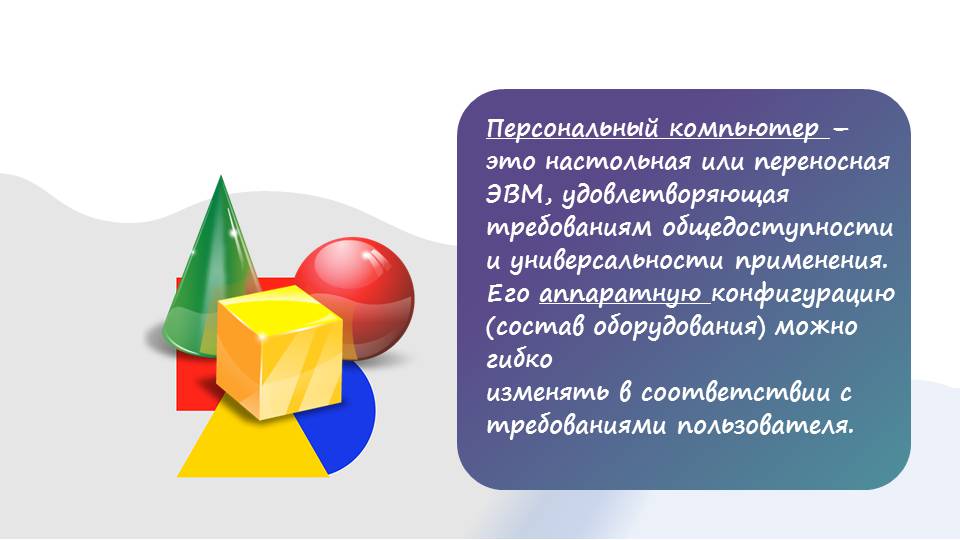 Персональный компьютер –
это настольная или переносная
ЭВМ, удовлетворяющая
требованиям общедоступности
и универсальности применения.
Его аппаратную конфигурацию
(состав оборудования) можно
гибко
изменять в соответствии с
требованиями пользователя.